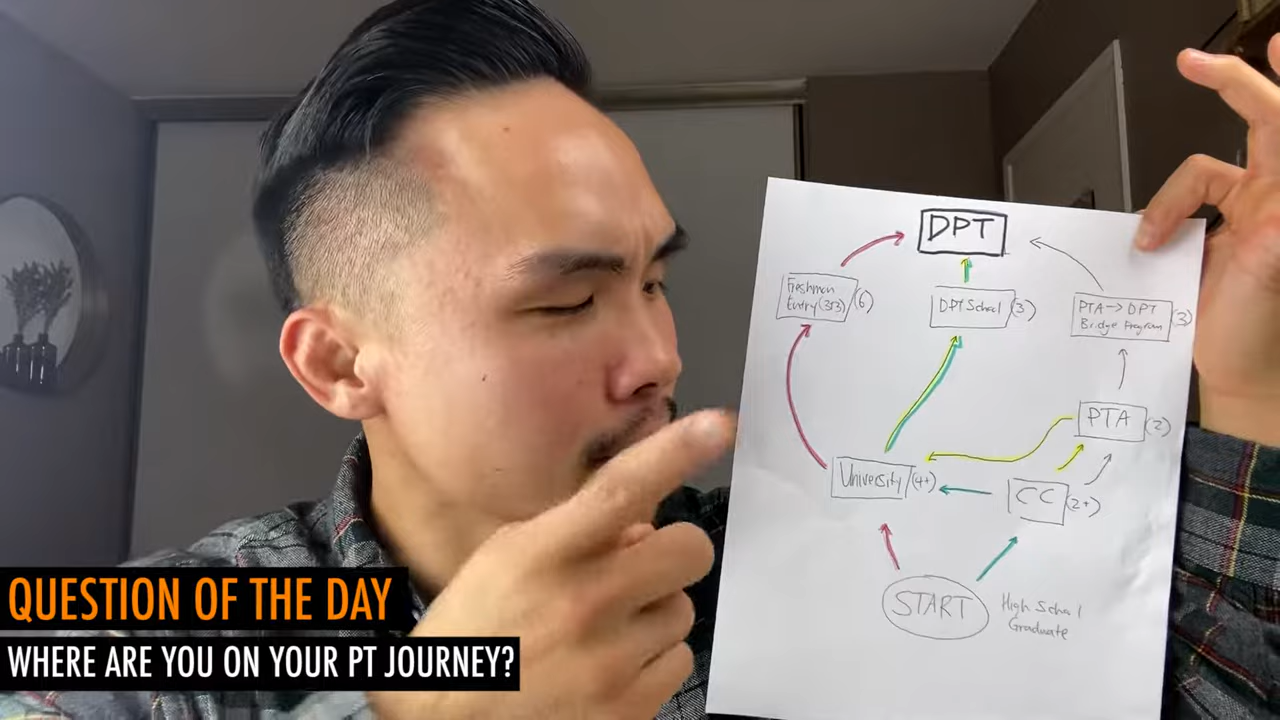 DPT
Freshman
Entry (3+3) (6)
DPT School (3)
PTA → DPT
Bridge Program (3)
PTA (2)
University (4+)
CC (2+)
START
High School
Graduate
QUESTION OF THE DAY
WHERE ARE YOU ON YOUR PT JOURNEY?